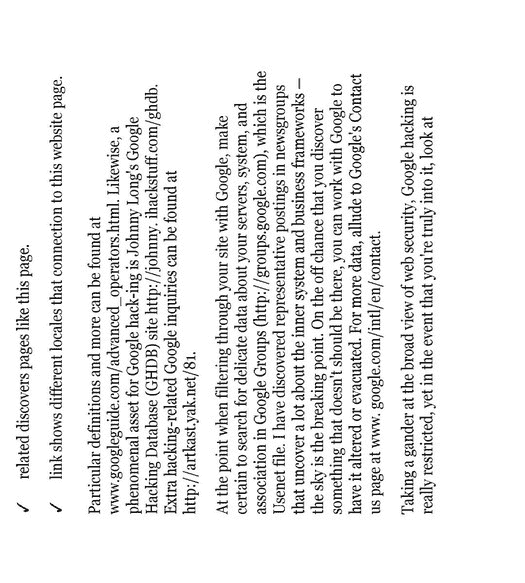 ✓ related discovers pages like this page.
✓ link shows different locales that connection to this website page.
Particular definitions and more can be found at
www.googleguide.com/advanced_operators.html. Likewise, a
phenomenal asset for Google hack-ing is Johnny Long's Google
Hacking Database (GHDB) site http://johnny. ihackstuff.com/ghdb.
Extra hacking-related Google inquiries can be found at
http://artkast.yak.net/81.
At the point when filtering through your site with Google, make
certain to search for delicate data about your servers, system, and
association in Google Groups (http://groups.google.com), which is the
Usenet file. I have discovered representative postings in newsgroups
that uncover a lot about the inner system and business frameworks —
the sky is the breaking point. On the off chance that you discover
something that doesn't should be there, you can work with Google to
have it altered or evacuated. For more data, allude to Google's Contact
us page at www. google.com/intl/en/contact.
Taking a gander at the broad view of web security, Google hacking is
really restricted, yet in the event that you're truly into it, look at